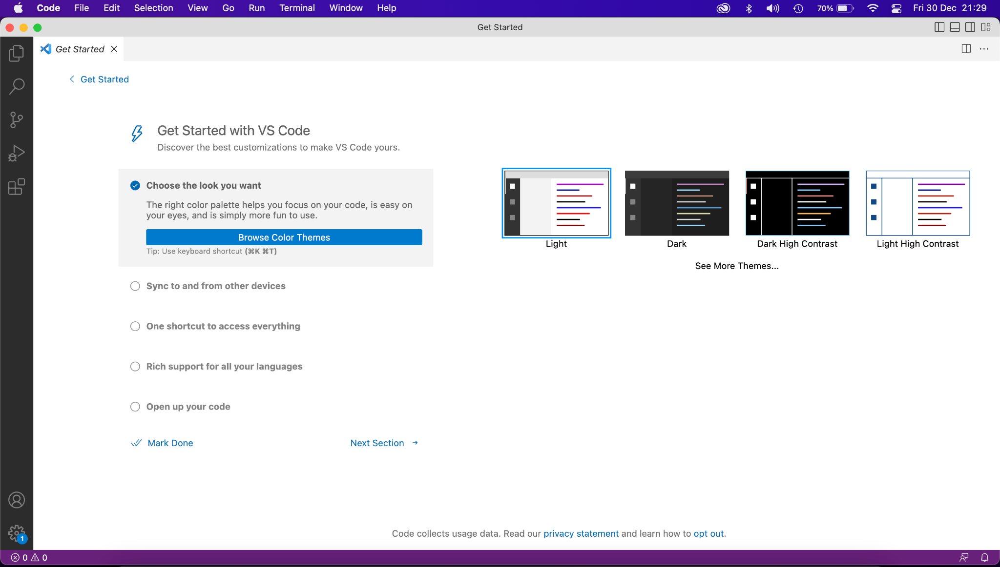 Code File Edit Selection View Go Run Terminal Window Help 70% Fri 30 Dec 21:29
Get Started
Get Started
Get Started
Get Started with VS Code
Discover the best customizations to make VS Code yours.
Choose the look you want
The right color palette helps you focus on your code, is easy on
your eyes, and is simply more fun to use.
Browse Color Themes
Tip: Use keyboard shortcut (⌘K ⌘T)
Light
Dark
Dark High Contrast
Light High Contrast
See More Themes...
Sync to and from other devices
One shortcut to access everything
Rich support for all your languages
Open up your code
Mark Done
Next Section
Code collects usage data. Read our privacy statement and learn how to opt out.
1
0 0